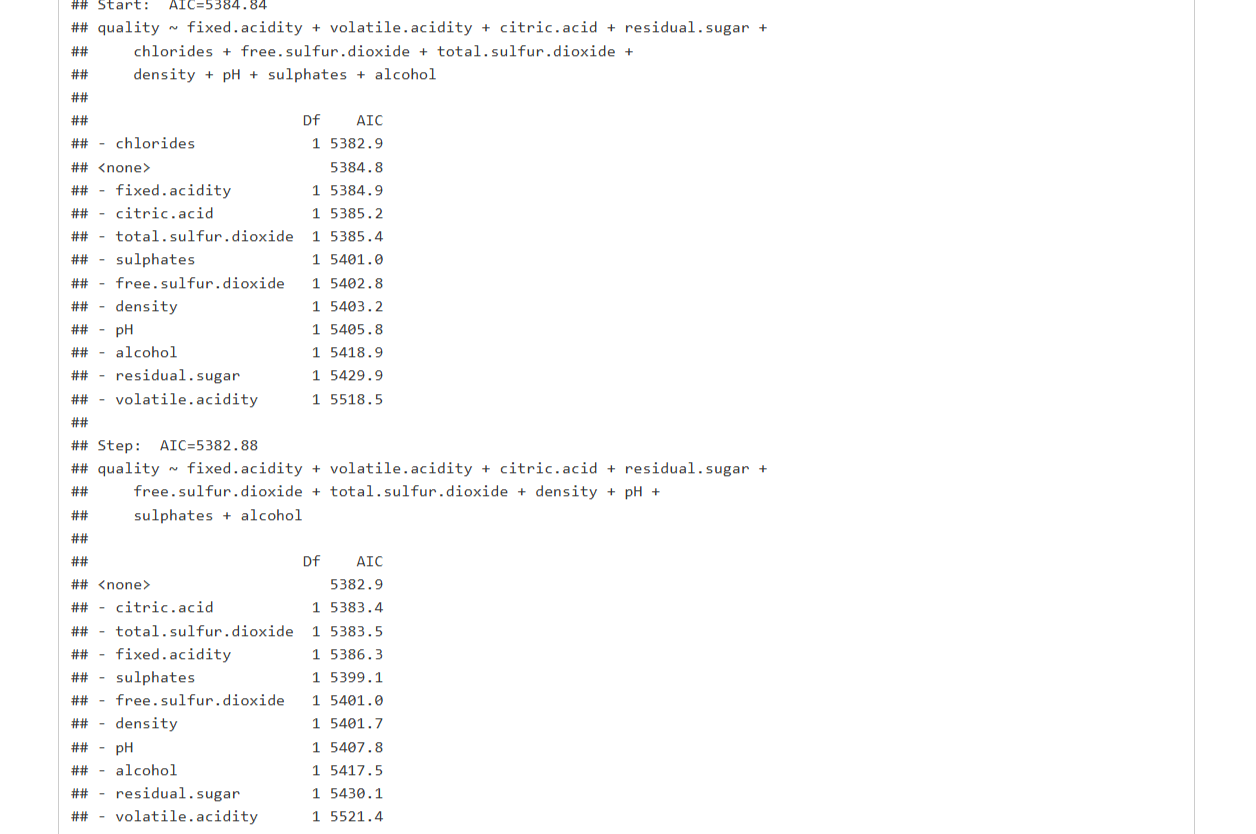 ## Start:  AIC=5384.84
## quality ~ fixed.acidity + volatile.acidity + citric.acid + residual.sugar +
##     chlorides + free.sulfur.dioxide + total.sulfur.dioxide +
##     density + pH + sulphates + alcohol
##
##                        Df    AIC
## - chlorides             1 5382.9
## <none>                    5384.8
## - fixed.acidity         1 5384.9
## - citric.acid           1 5385.2
## - total.sulfur.dioxide  1 5385.4
## - sulphates             1 5401.0
## - free.sulfur.dioxide   1 5402.8
## - density               1 5403.2
## - pH                    1 5405.8
## - alcohol               1 5418.9
## - residual.sugar        1 5429.9
## - volatile.acidity      1 5518.5
##
## Step:  AIC=5382.88
## quality ~ fixed.acidity + volatile.acidity + citric.acid + residual.sugar +
##     free.sulfur.dioxide + total.sulfur.dioxide + density + pH +
##     sulphates + alcohol
##
##                        Df    AIC
## <none>                    5382.9
## - citric.acid           1 5383.4
## - total.sulfur.dioxide  1 5383.5
## - fixed.acidity         1 5386.3
## - sulphates             1 5399.1
## - free.sulfur.dioxide   1 5401.0
## - density               1 5401.7
## - pH                    1 5407.8
## - alcohol               1 5417.5
## - residual.sugar        1 5430.1
## - volatile.acidity      1 5521.4